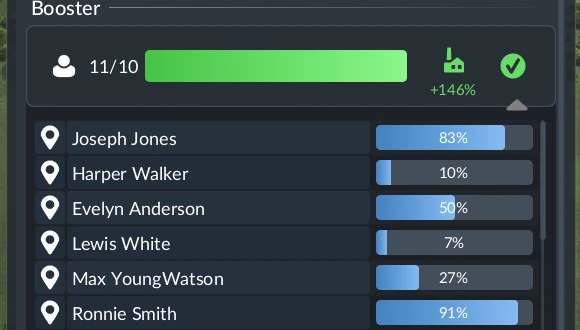 Booster
11/10
+146%
Joseph Jones 83%
Harper Walker 10%
Evelyn Anderson 50%
Lewis White 7%
Max YoungWatson 27%
Ronnie Smith 91%